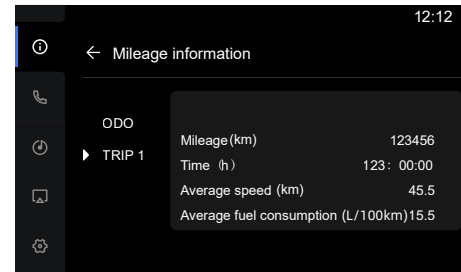 12:12
Mileage information
ODO
TRIP 1
Mileage(km) 123456
Time（h） 123：00:00
Average speed (km) 45.5
Average fuel consumption (L/100km)15.5